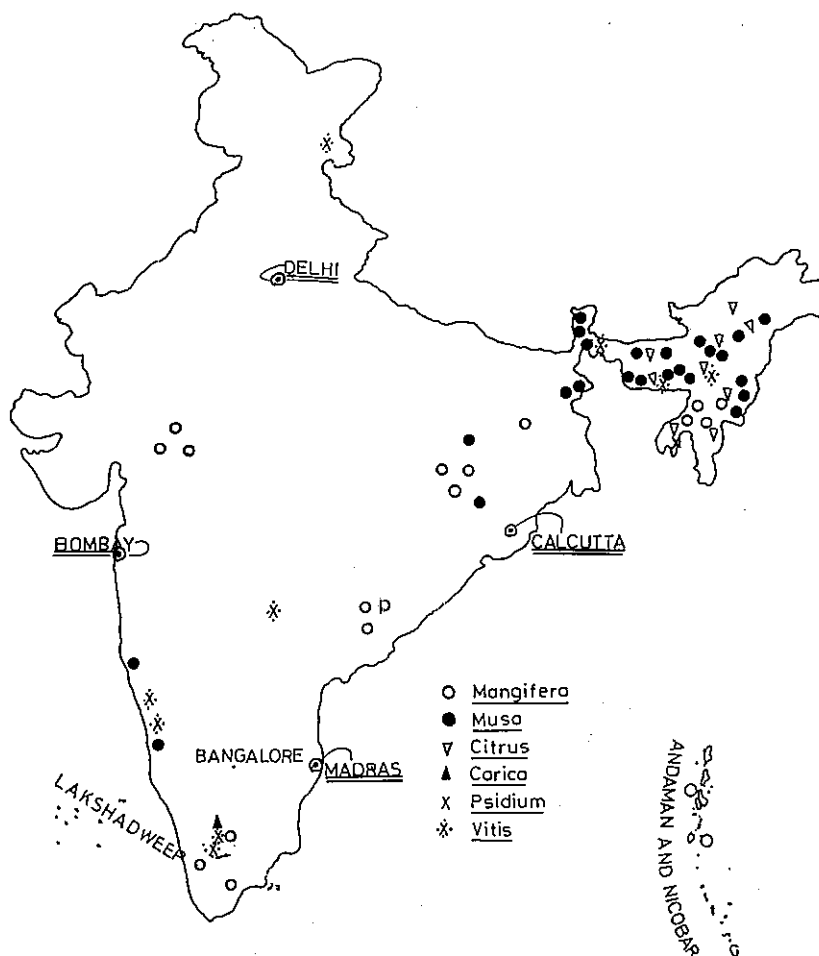 DELHI
BOMBAY
CALCUTTA
p
Mangifera
Musa
Citrus
Carica
Psidium
Vitis
BANGALORE
MADRAS
LAKSHADWEEP
ANDAMAN AND NICOBAR